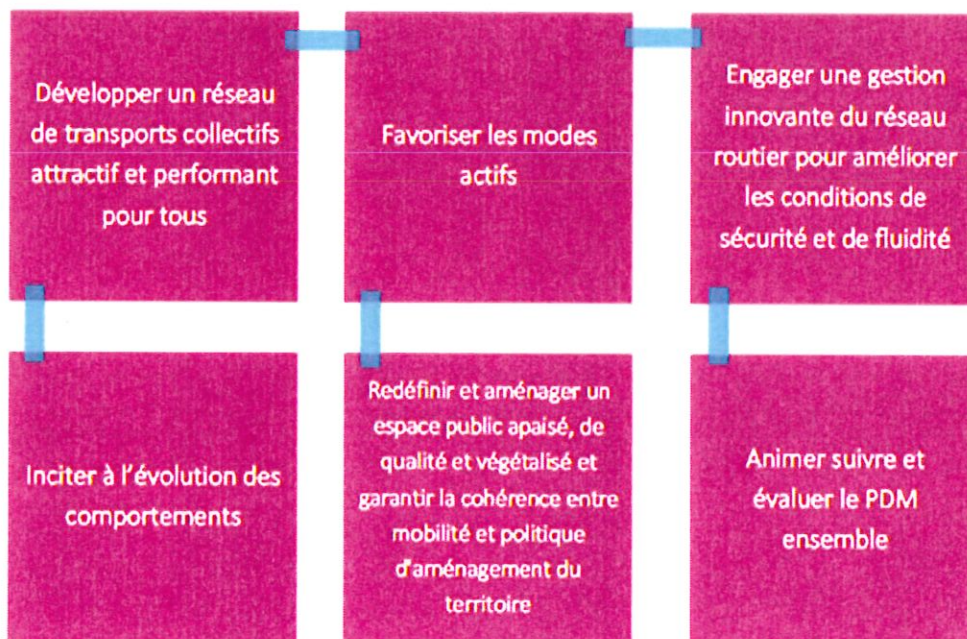 Développer un réseau
de transports collectifs
attractif et performant
pour tous
Favoriser les modes
actifs
Engager une gestion
innovante du réseau
routier pour améliorer
les conditions de
sécurité et de fluidité
Inciter à l'évolution des
comportements
Redéfinir et aménager un
espace public apaisé, de
qualité et végétalisé et
garantir la cohérence entre
mobilité et politique
d'aménagement du
territoire
Animer suivre et
évaluer le PDM
ensemble